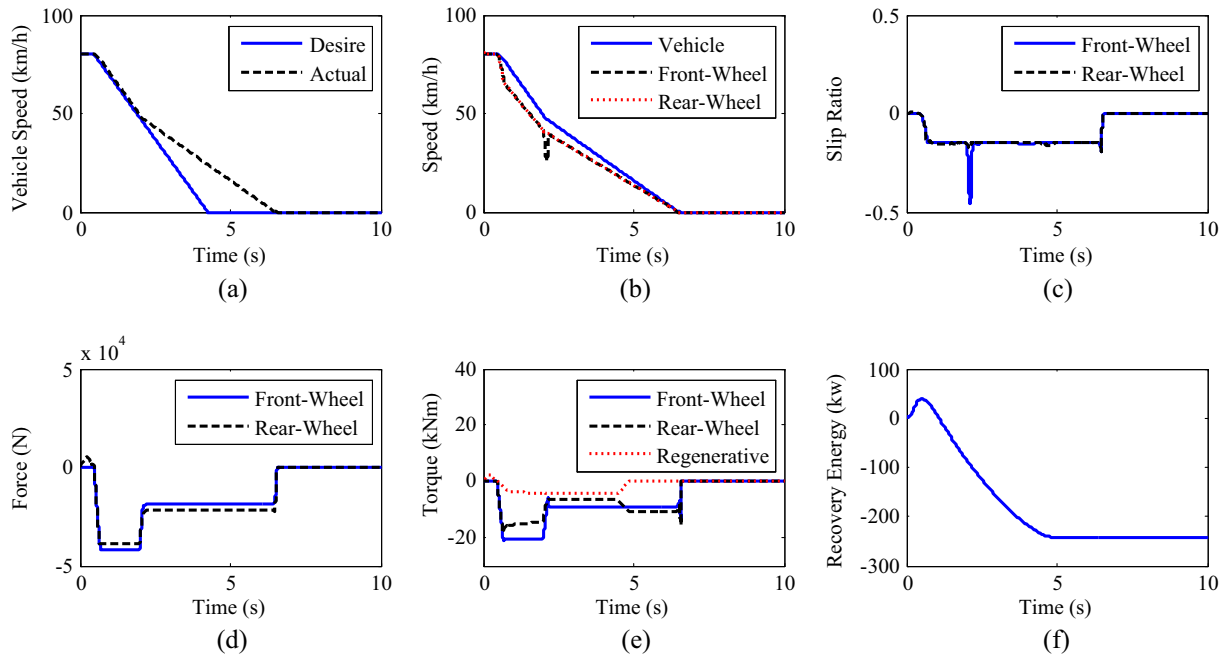 Vehicle Speed (km/h)
100
50
0
0
5
10
Time (s)
Desire
Actual
(a)
Speed (km/h)
100
50
0
0
5
10
Time (s)
Vehicle
Front-Wheel
Rear-Wheel
(b)
Slip Ratio
0.5
0
-0.5
0
5
10
Time (s)
Front-Wheel
Rear-Wheel
(c)
x 10^4
Force (N)
5
0
-5
0
5
10
Time (s)
Front-Wheel
Rear-Wheel
(d)
Torque (kNm)
40
20
0
-20
0
5
10
Time (s)
Front-Wheel
Rear-Wheel
Regenerative
(e)
Recovery Energy (kw)
100
0
-100
-200
-300
0
5
10
Time (s)
(f)